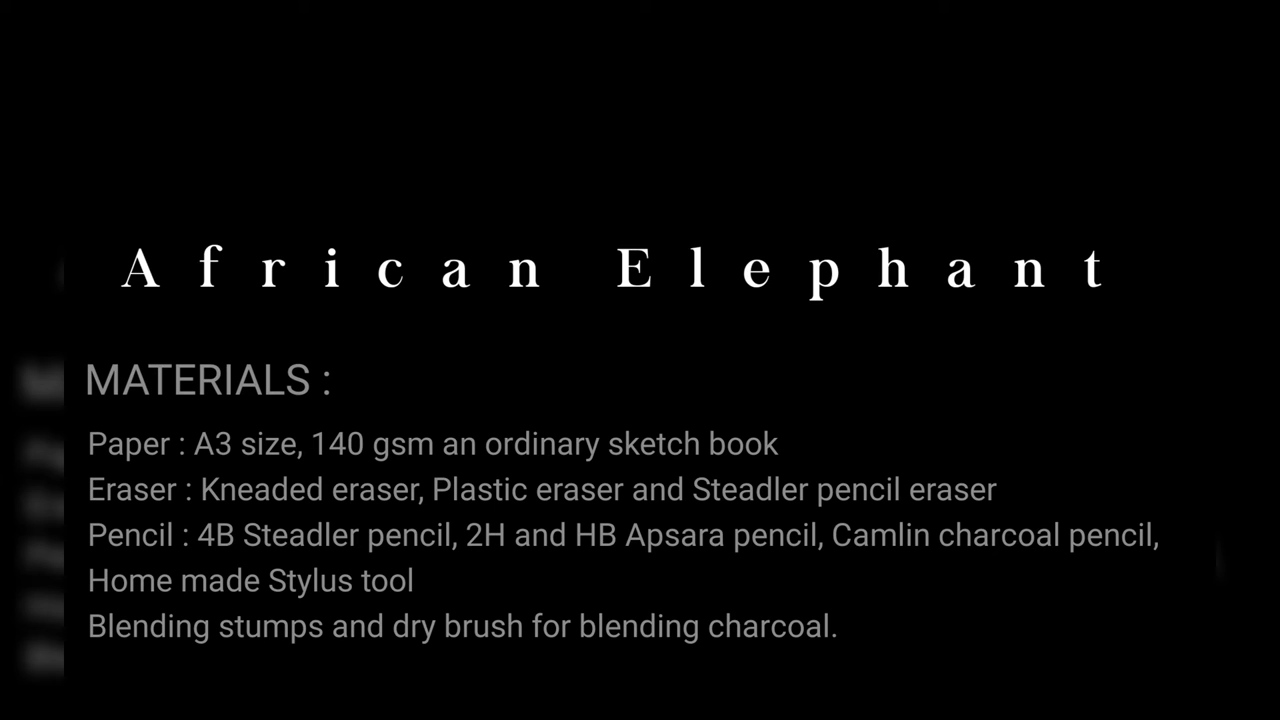 African Elephant
MATERIALS :
Paper : A3 size, 140 gsm an ordinary sketch book
Eraser : Kneaded eraser, Plastic eraser and Steadler pencil eraser
Pencil : 4B Steadler pencil, 2H and HB Apsara pencil, Camlin charcoal pencil,
Home made Stylus tool
Blending stumps and dry brush for blending charcoal.